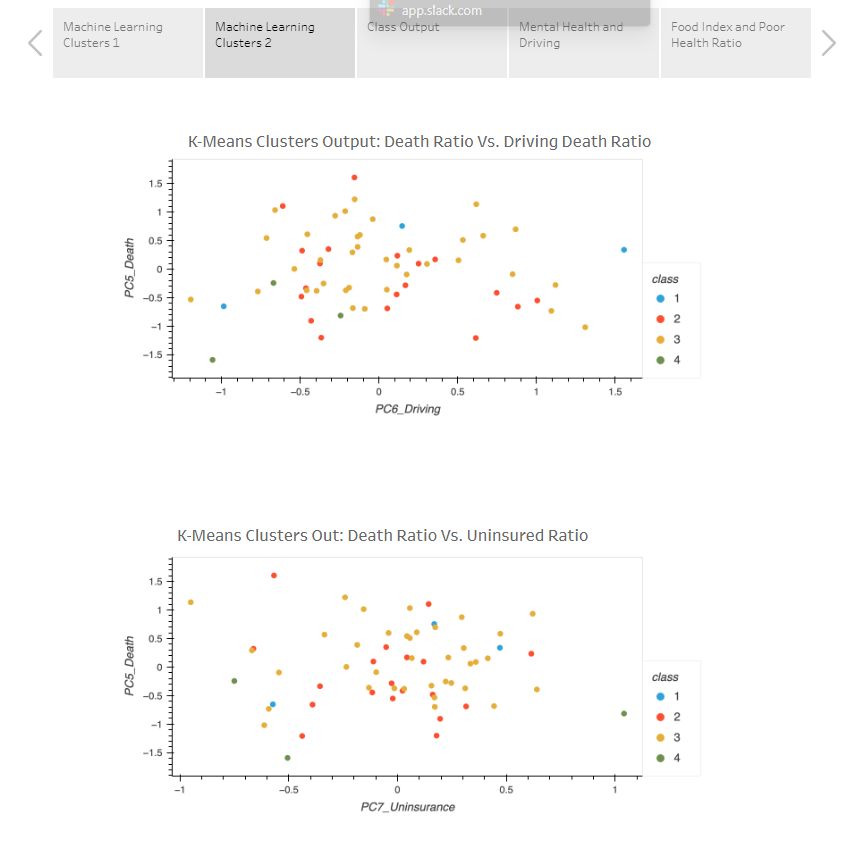 app.slack.com
Machine Learning
Clusters 1
Machine Learning
Clusters 2
Class Output
Mental Health and
Driving
Food Index and Poor
Health Ratio
K-Means Clusters Output: Death Ratio Vs. Driving Death Ratio
PC5_Death
1.5
1
0.5
0
−0.5
−1
−1.5
−1
−0.5
0
0.5
1
1.5
PC6_Driving
class
1
2
3
4
K-Means Clusters Out: Death Ratio Vs. Uninsured Ratio
PC5_Death
1.5
1
0.5
0
−0.5
−1
−1.5
−1
−0.5
0
0.5
1
PC7_Uninsurance
class
1
2
3
4